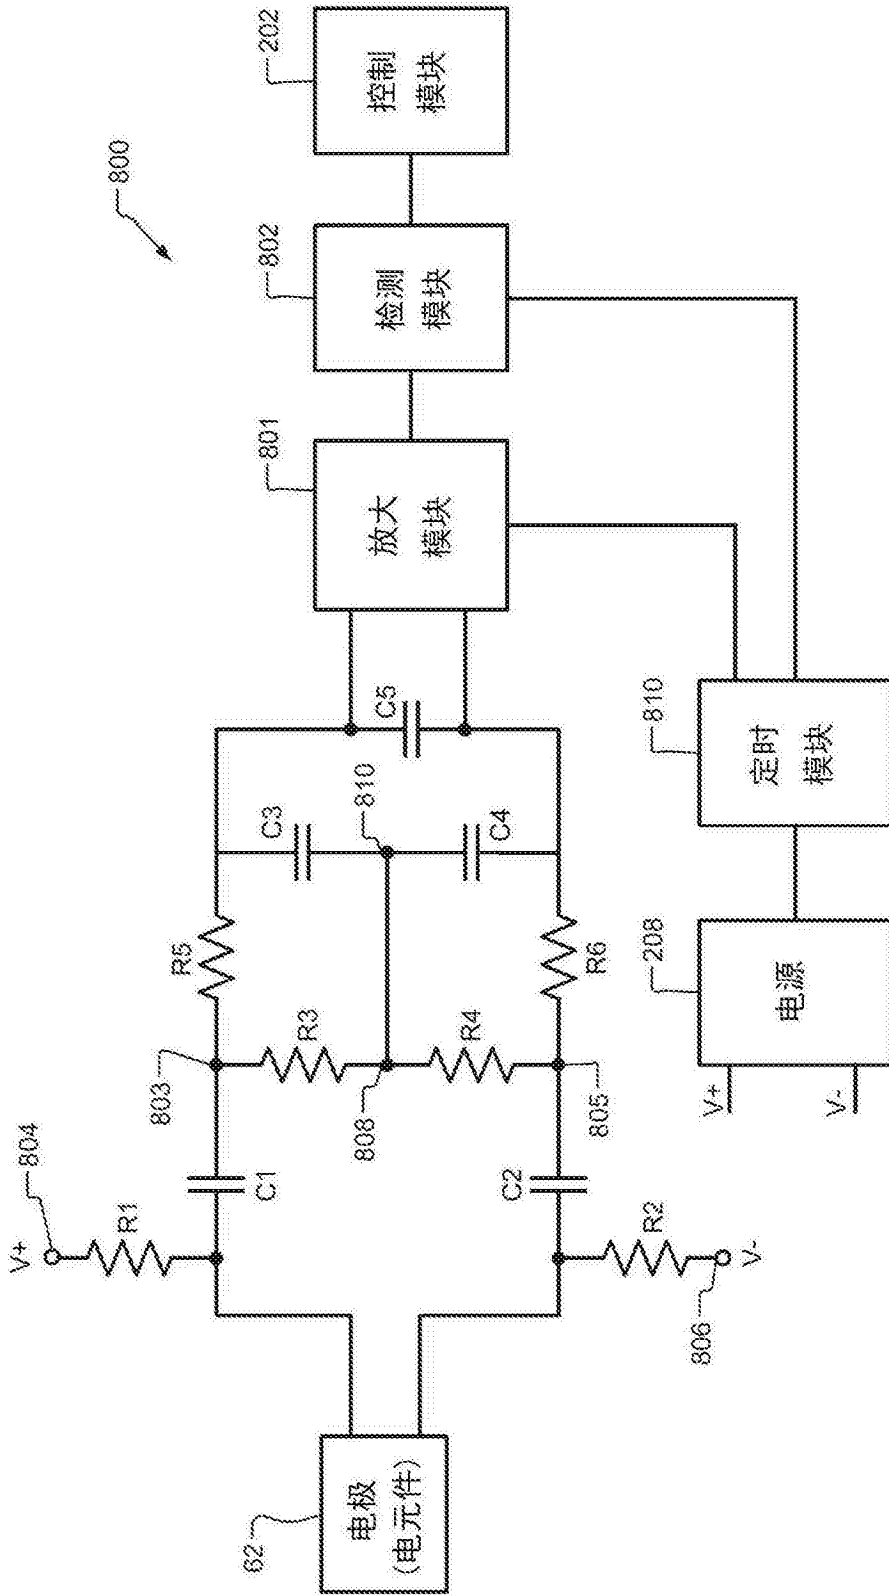 800
V+
804
R1
C1
803
R5
R3
C3
808
810
R4
C4
C5
C2
805
R6
R2
V-
806
62
电极
(电元件)
801
放大
模块
802
检测
模块
202
控制
模块
V+
V-
208
电源
810
定时
模块